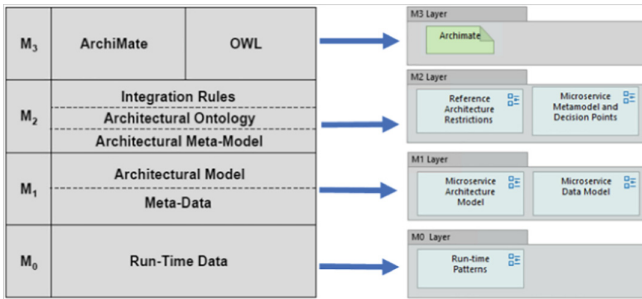 M3
ArchiMate
OWL
M2
Integration Rules
Architectural Ontology
Architectural Meta-Model
M1
Architectural Model
Meta-Data
M0
Run-Time Data
M3 Layer
Archimate
M2 Layer
Reference
Architecture
Restrictions
Microservice
Metamodel and
Decision Points
M1 Layer
Microservice
Architecture
Model
Microservice
Data Model
M0 Layer
Run-time
Patterns